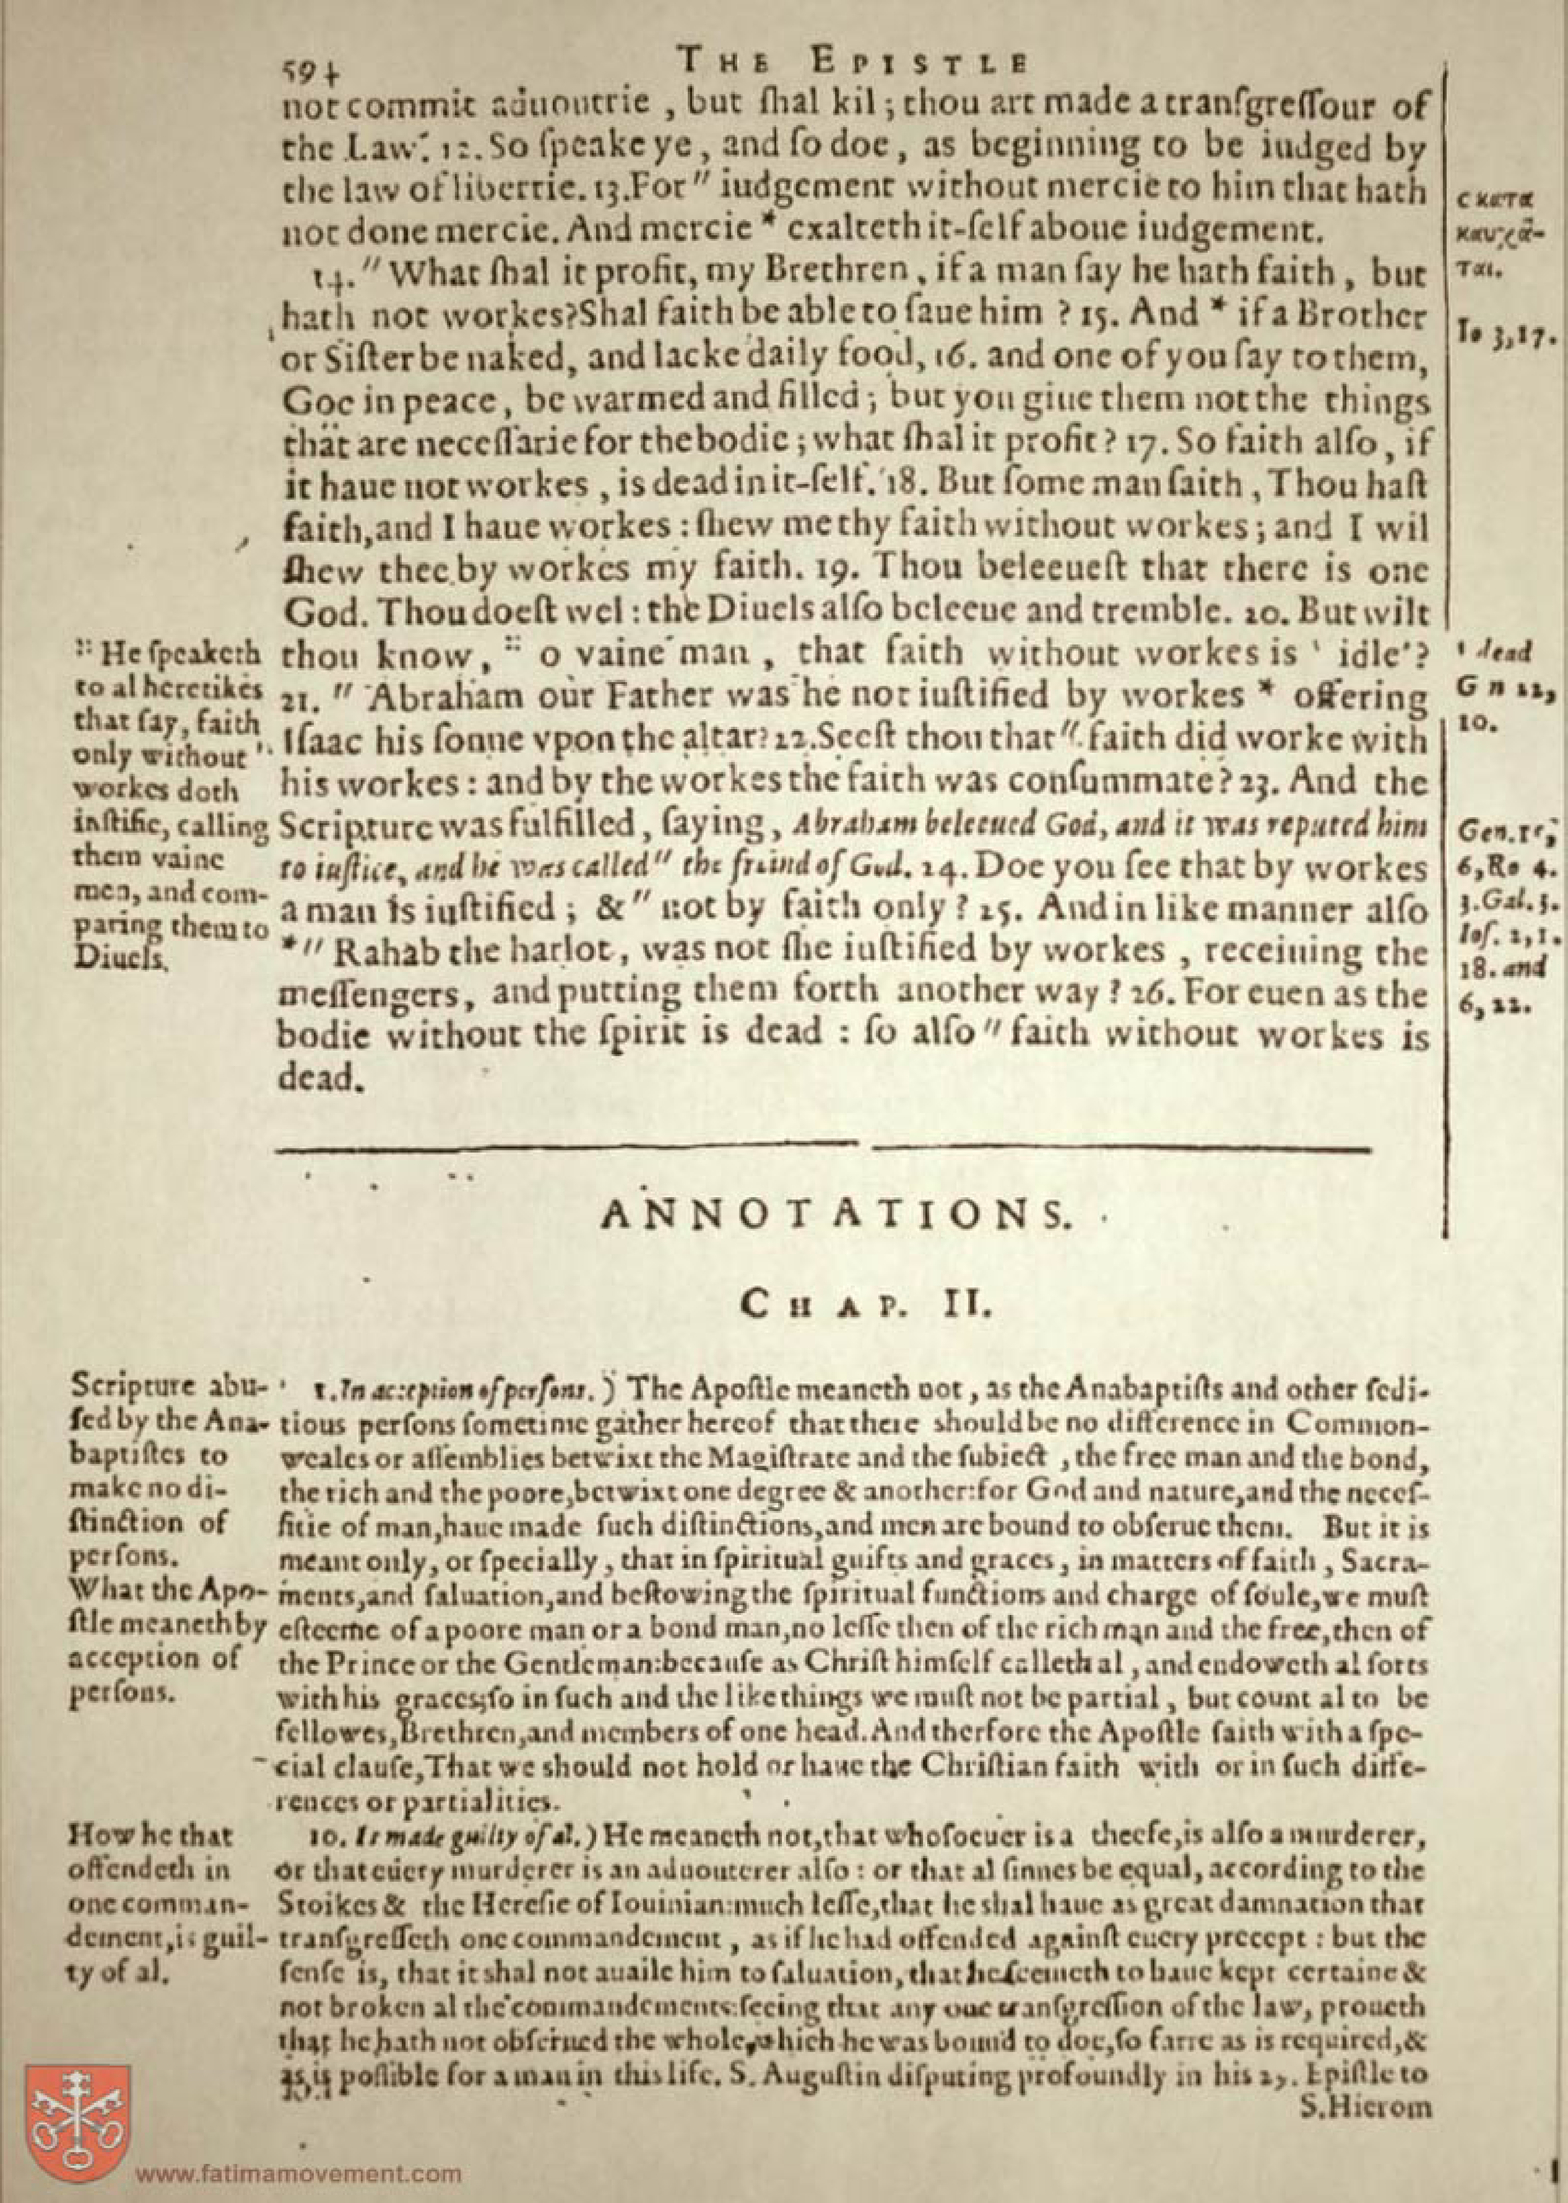 594
THE EPISTLE
not commit aduoutrie , but ſhal kil ; thou art made a tranſgreſſour of
the Law. 12. So ſpeake ye , and ſo doe , as beginning to be iudged by
the law of libertie. 13. For " iudgement without mercie to him that hath
not done mercie. And mercie * exalteth it-ſelf aboue iudgement.
14. " What ſhal it profit, my Brethren , if a man ſay he hath faith , but
hath not workes? Shal faith be able to ſaue him ? 15. And * if a Brother
or Siſter be naked, and lacke daily food, 16. and one of you ſay to them,
Goe in peace , be warmed and filled ; but you giue them not the things
that are neceſſarie for the bodie ; what ſhal it profit ? 17. So faith alſo , if
it haue not workes , is dead in it-ſelf. 18. But ſome man ſaith , Thou haſt
faith, and I haue workes : ſhew me thy faith without workes ; and I wil
ſhew thee by workes my faith. 19. Thou beleeueſt that there is one
God. Thou doeſt wel : the Diuels alſo beleeue and tremble. 20. But wilt
thou know , :: o vaine man , that faith without workes is ' idle' ?
21. " Abraham our Father was he not iuſtified by workes * offering
Iſaac his ſonne vpon the altar? 22. Seeſt thou that " faith did worke with
his workes : and by the workes the faith was conſummate ? 23. And the
Scripture was fulfilled , ſaying , Abraham beleeued God, and it was reputed him
to iuſtice, and he was called " the freind of God. 24. Doe you ſee that by workes
a man is iuſtified ; & " not by faith only ? 25. And in like manner alſo
* " Rahab the harlot , was not ſhe iuſtified by workes , receiuing the
meſſengers, and putting them forth another way ? 26. For euen as the
bodie without the ſpirit is dead : ſo alſo " faith without workes is
dead.
:: He ſpeaketh
to al heretikes
that ſay, faith
only without
workes doth
iuſtifie, calling
them vaine
men, and com-
paring them to
Diuels.
c κατα
καυχᾶ-
ται.
Io 3,17.
' dead
G n 22,
10.
Gen. 15,
6, Ro 4.
3. Gal. 3.
Ioſ. 2, 1.
18. and
6, 22.
ANNOTATIONS.
CHAP. II.
Scripture abu-
ſed by the Ana-
baptiſtes to
make no di-
ſtinction of
perſons.
What the Apo-
ſtle meaneth by
acception of
perſons.
1. In acception of perſons. ) The Apoſtle meaneth not , as the Anabaptiſts and other ſedi-
tious perſons ſometime gather hereof that there should be no difference in Common-
weales or aſſemblies betwixt the Magiſtrate and the ſubiect , the free man and the bond,
the rich and the poore, betwixt one degree & another: for God and nature, and the neceſ-
ſitie of man, haue made ſuch diſtinctions, and men are bound to obſerue them. But it is
meant only, or ſpecially , that in ſpiritual guifts and graces , in matters of faith , Sacra-
ments, and ſaluation, and beſtowing the ſpiritual functions and charge of ſoule, we muſt
eſteeme of a poore man or a bond man, no leſſe then of the rich man and the free, then of
the Prince or the Gentleman: becauſe as Chriſt himſelf calleth al , and endoweth al ſorts
with his graces; ſo in ſuch and the like things we muſt not be partial , but count al to be
fellowes, Brethren, and members of one head. And therfore the Apoſtle ſaith with a ſpe-
cial clauſe, That we should not hold or haue the Chriſtian faith with or in ſuch diffe-
rences or partialities.
How he that
offendeth in
one comman-
dement, is guil-
ty of al.
10. Is made guilty of al. ) He meaneth not, that whoſoeuer is a theefe, is alſo a murderer,
or that euery murderer is an aduouterer alſo : or that al ſinnes be equal, according to the
Stoikes & the Hereſie of Iouinian: much leſſe, that he shal haue as great damnation that
tranſgreſſeth one commandement , as if he had offended againſt euery precept : but the
ſenſe is, that it shal not auaile him to ſaluation, that he ſeemeth to haue kept certaine &
not broken al the commandements: ſeeing that any one tranſgreſſion of the law, proueth
that he hath not obſerued the whole, which he was bound to doe, ſo farre as is required, &
as is poſſible for a man in this life. S. Auguſtin diſputing profoundly in his 29. Epiſtle to
S. Hierom
www.fatimamovement.com